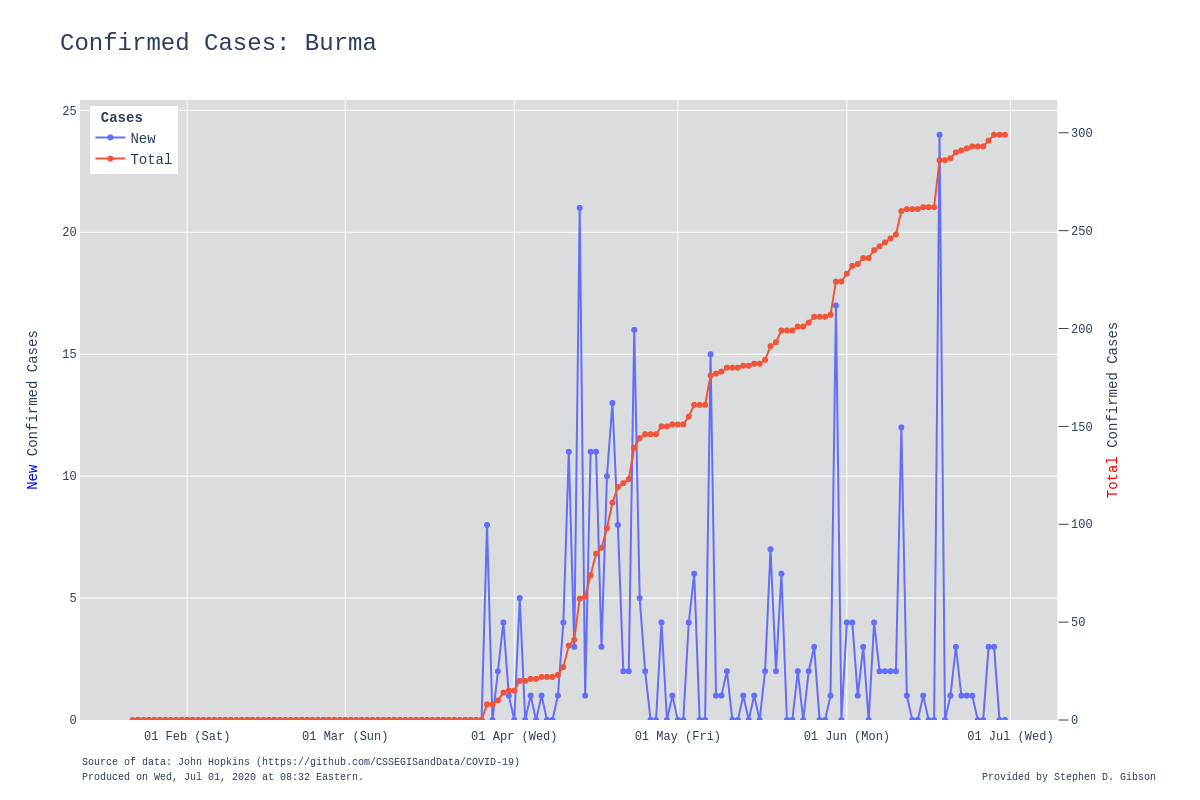 Confirmed Cases: Burma
Cases
New
Total
25
20
15
10
5
0
300
250
200
150
100
50
0
New Confirmed Cases
Total Confirmed Cases
01 Feb (Sat) 01 Mar (Sun) 01 Apr (Wed) 01 May (Fri) 01 Jun (Mon) 01 Jul (Wed)
Source of data: John Hopkins (https://github.com/CSSEGISandData/COVID-19)
Produced on Wed, Jul 01, 2020 at 08:32 Eastern.
Provided by Stephen D. Gibson